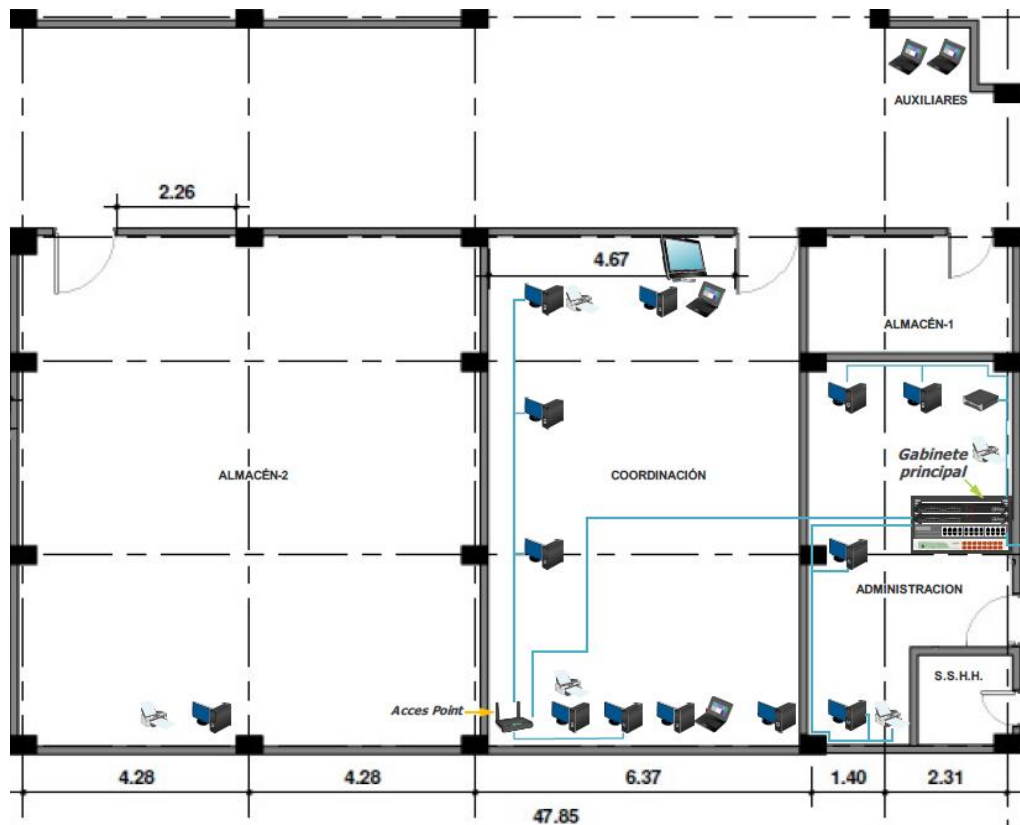 AUXILIARES
2.26
4.67
ALMACÉN-1
Gabinete
principal
ALMACÉN-2
COORDINACIÓN
ADMINISTRACION
S.S.H.H.
Acces Point
4.28
4.28
6.37
1.40
2.31
47.85